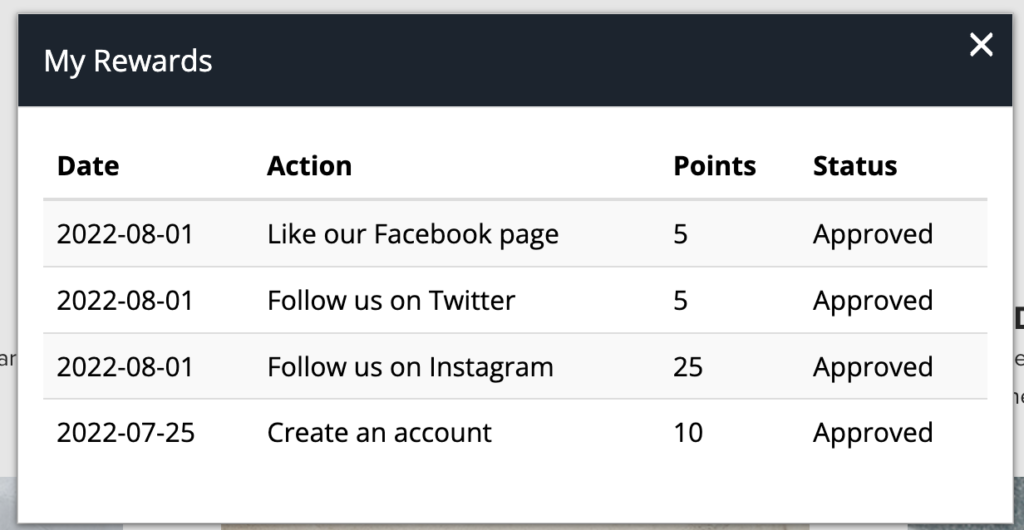 My Rewards
Date Action Points Status
2022-08-01 Like our Facebook page 5 Approved
2022-08-01 Follow us on Twitter 5 Approved
2022-08-01 Follow us on Instagram 25 Approved
2022-07-25 Create an account 10 Approved